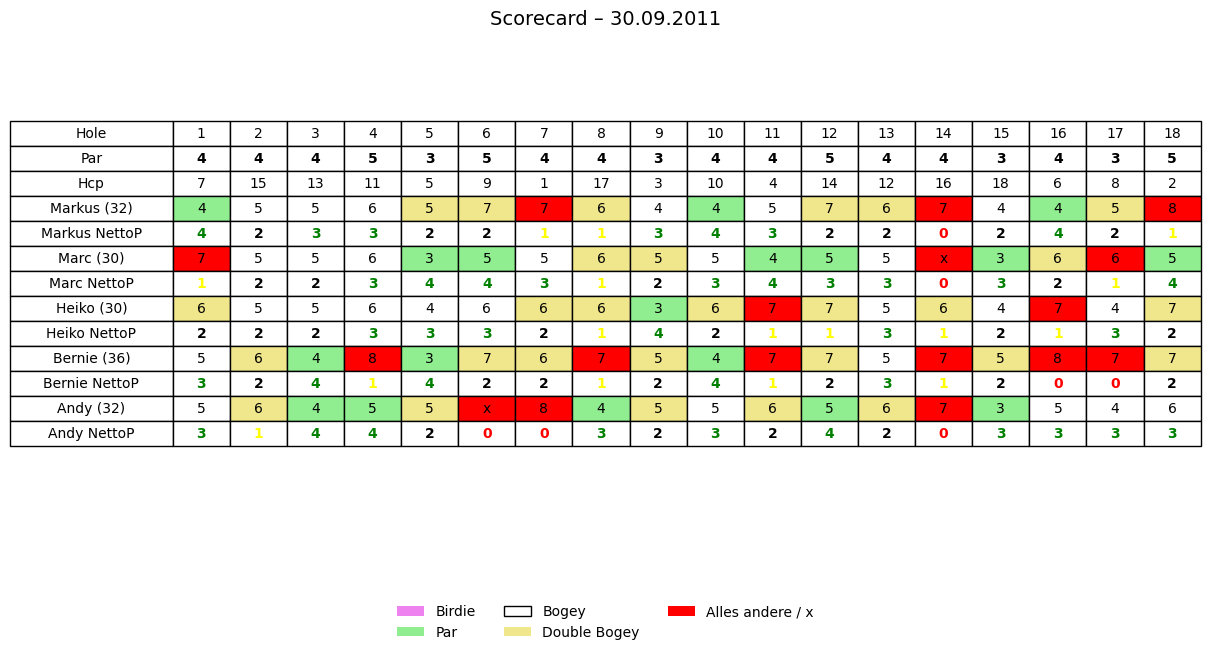 Scorecard – 30.09.2011
Hole 1 2 3 4 5 6 7 8 9 10 11 12 13 14 15 16 17 18
Par 4 4 4 5 3 5 4 4 3 4 4 5 4 4 3 4 3 5
Hcp 7 15 13 11 5 9 1 17 3 10 4 14 12 16 18 6 8 2
Markus (32) 4 5 5 6 5 7 7 6 4 4 5 7 6 7 4 4 5 8
Markus NettoP 4 2 3 3 2 2 1 1 3 4 3 2 2 0 2 4 2 1
Marc (30) 7 5 5 6 3 5 5 6 5 5 4 5 5 x 3 6 6 5
Marc NettoP 1 2 2 3 4 4 3 1 2 3 4 3 3 0 3 2 1 4
Heiko (30) 6 5 5 6 4 6 6 6 3 6 7 7 5 6 4 7 4 7
Heiko NettoP 2 2 2 3 3 3 2 1 4 2 1 1 3 1 2 1 3 2
Bernie (36) 5 6 4 8 3 7 6 7 5 4 7 7 5 7 5 8 7 7
Bernie NettoP 3 2 4 1 4 2 2 1 2 4 1 2 3 1 2 0 0 2
Andy (32) 5 6 4 5 5 x 8 4 5 5 6 5 6 7 3 5 4 6
Andy NettoP 3 1 4 4 2 0 0 3 2 3 2 4 2 0 3 3 3 3
Birdie Bogey Alles andere / x
Par Double Bogey